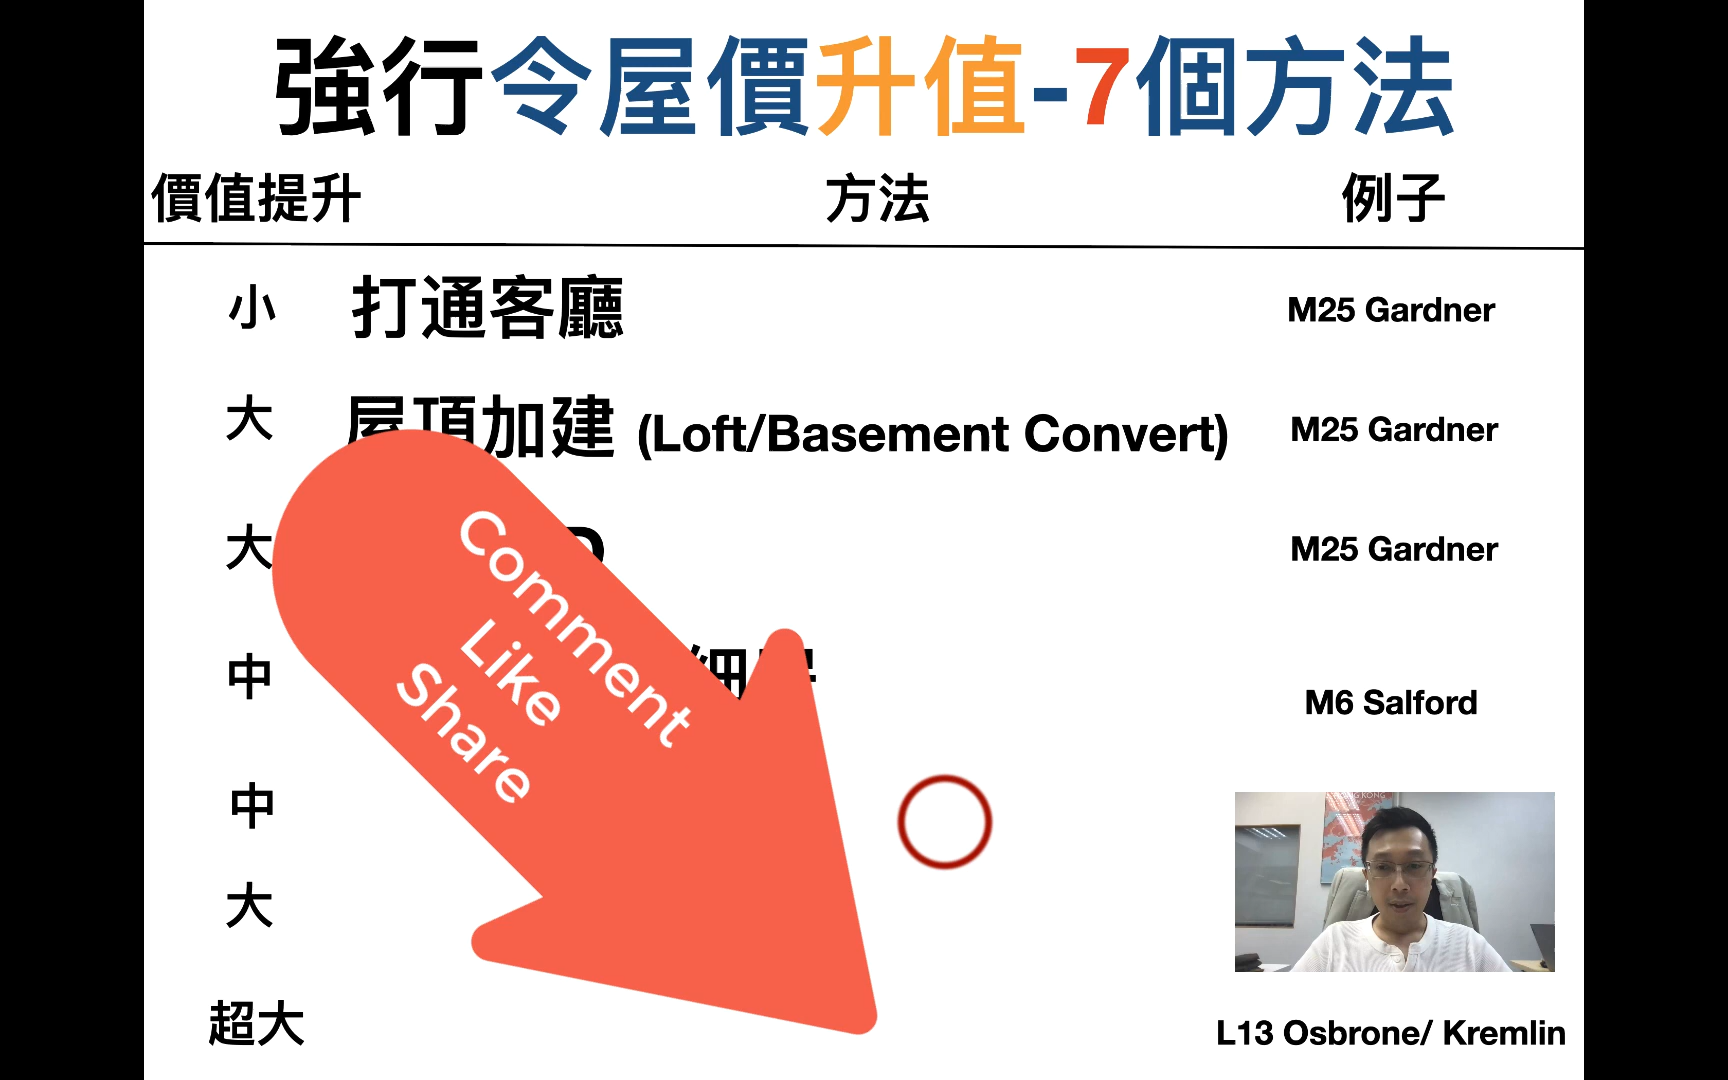 強行令屋價升值-7個方法
價值提升 方法 例子
小 打通客廳 M25 Gardner
大 屋頂加建 (Loft/Basement Convert) M25 Gardner
大 M25 Gardner
中 細 M6 Salford
中
大
超大 L13 Osbrone/ Kremlin
Comment
Like
Share